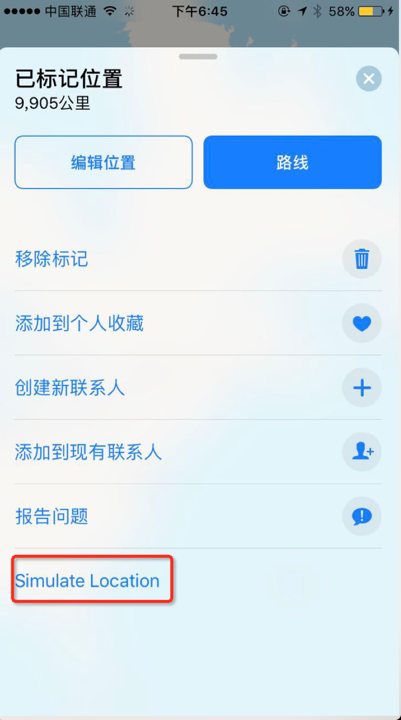 中国联通 下午6:45 58%
已标记位置
9,905公里
编辑位置 路线
移除标记
添加到个人收藏
创建新联系人
添加到现有联系人
报告问题
Simulate Location